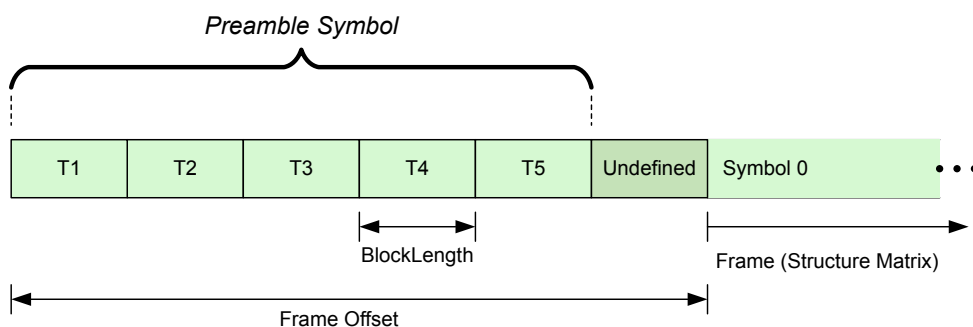 Preamble Symbol
T1 T2 T3 T4 T5 Undefined Symbol 0
BlockLength
Frame (Structure Matrix)
Frame Offset